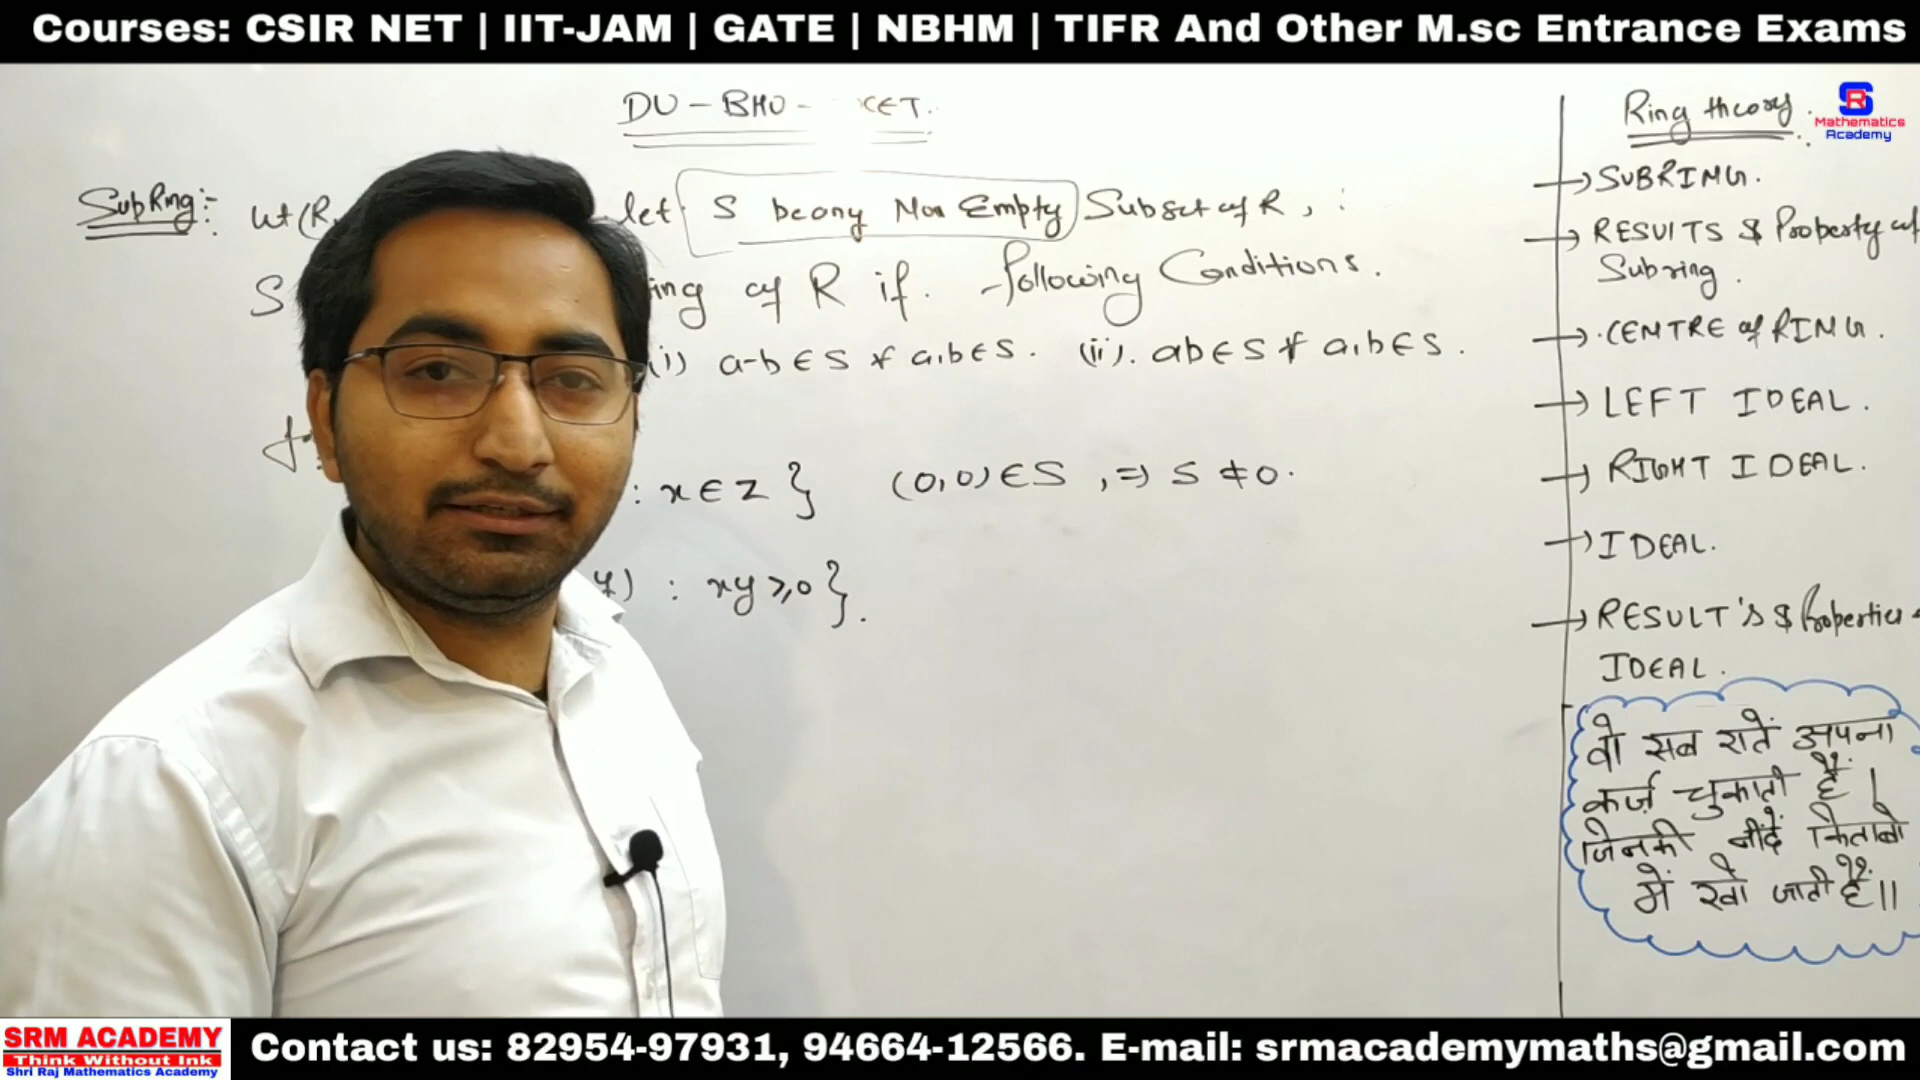 Courses: CSIR NET | IIT-JAM | GATE | NBHM | TIFR And Other M.sc Entrance Exams
DU - BHU - CET.
SubRing:-
let S be any Non Empty Subset of R, :
S ing of R if. following Conditions.
(i) a-b ∈ S ∀ a,b ∈ S. (ii). ab ∈ S ∀ a,b ∈ S.
: x ∈ Z } (0,0) ∈ S , ⇒ S ≠ 0.
y) : xy ≥ 0 }.
Ring theory.
SR
Mathematics
Academy
→ SUBRING.
→ RESULTS & Property of
Subring.
→ CENTRE of RING.
→ LEFT IDEAL.
→ RIGHT IDEAL.
→ IDEAL.
→ RESULT'S & Properties
IDEAL.
वो सब रातें अपना
कर्ज चुकाती हैं।
जिनकी नींदें किताबो
में खो जाती हैं॥
SRM ACADEMY
Think Without Ink
Shri Raj Mathematics Academy
Contact us: 82954-97931, 94664-12566. E-mail: srmacademymaths@gmail.com